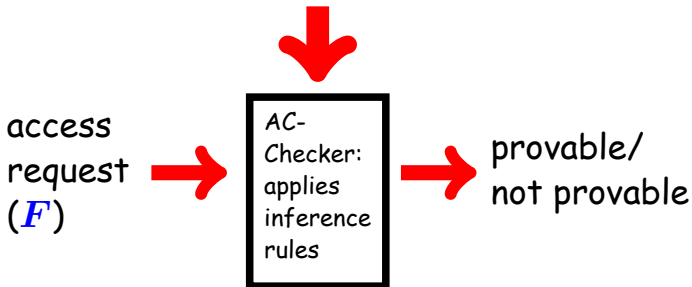 access
request
(F)
AC-
Checker:
applies
inference
rules
provable/
not provable